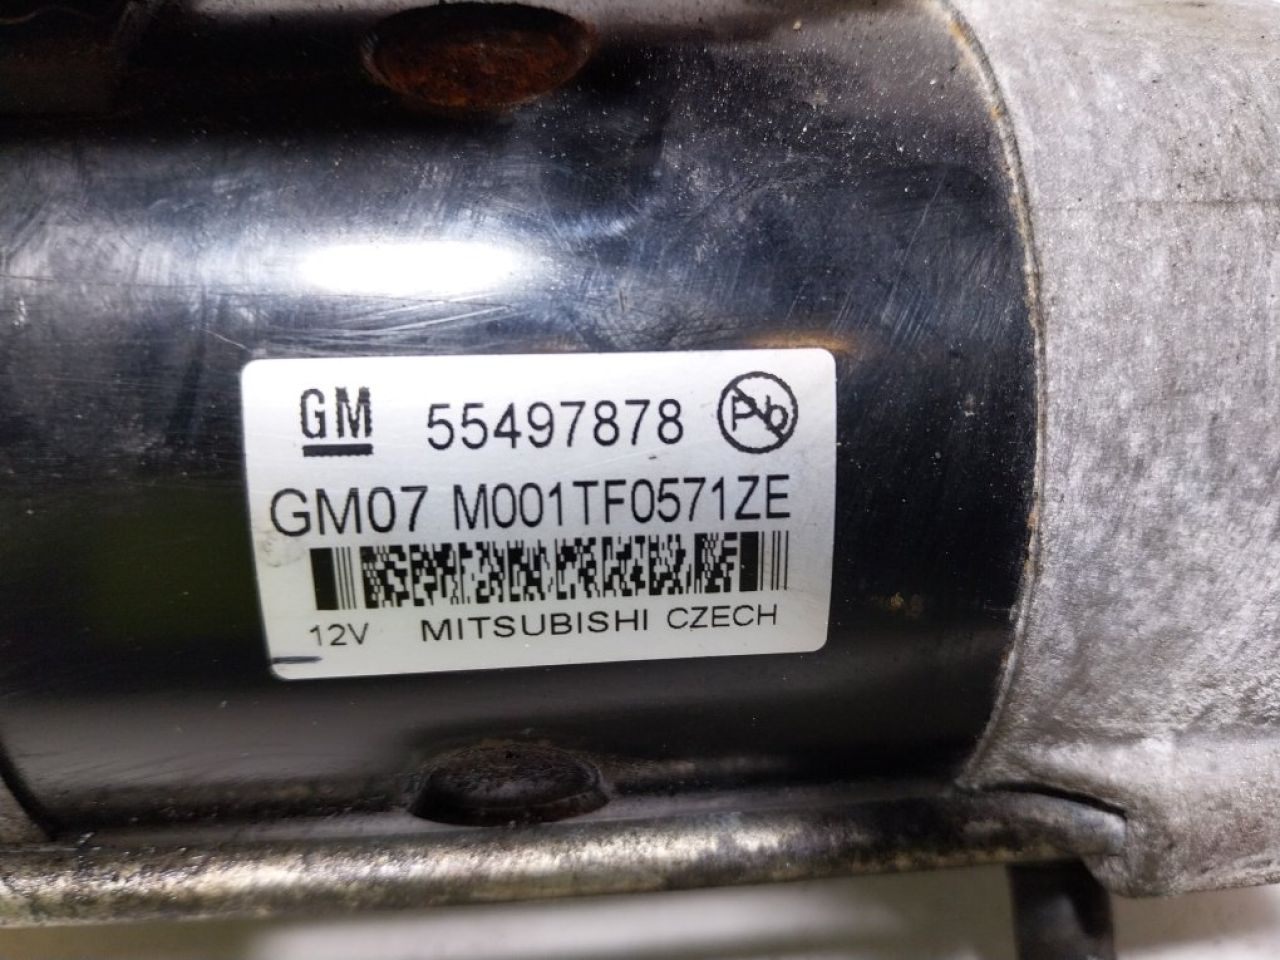 GM 55497878 Pb
GM07 M001TF0571ZE
12V MITSUBISHI CZECH